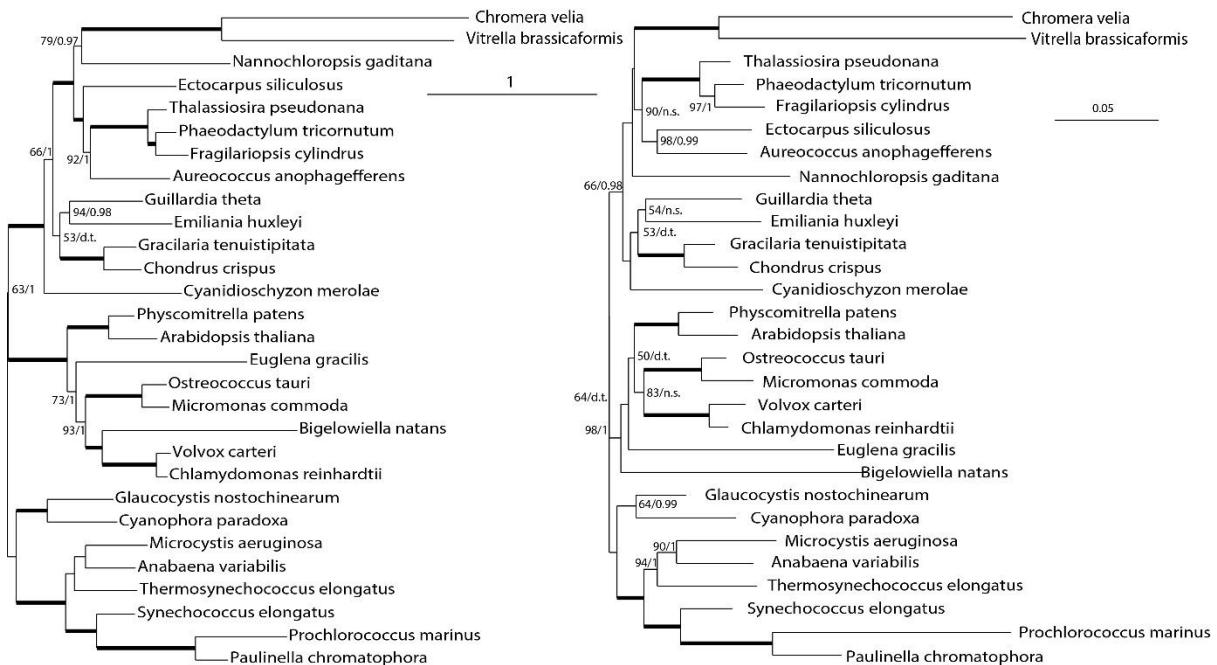 Chromera velia
Vitrella brassicaformis
79/0.97
Nannochloropsis gaditana
Ectocarpus siliculosus
1
Thalassiosira pseudonana
Phaeodactylum tricornutum
66/1
Fragilariopsis cylindrus
92/1
Aureococcus anophagefferens
Guillardia theta
94/0.98
Emiliania huxleyi
53/d.t.
Gracilaria tenuistipitata
Chondrus crispus
63/1
Cyanidioschyzon merolae
Physcomitrella patens
Arabidopsis thaliana
Euglena gracilis
Ostreococcus tauri
73/1
Micromonas commoda
93/1
Bigelowiella natans
Volvox carteri
Chlamydomonas reinhardtii
Glaucocystis nostochinearum
Cyanophora paradoxa
Microcystis aeruginosa
Anabaena variabilis
Thermosynechococcus elongatus
Synechococcus elongatus
Prochlorococcus marinus
Paulinella chromatophora
Chromera velia
Vitrella brassicaformis
Thalassiosira pseudonana
Phaeodactylum tricornutum
97/1
Fragilariopsis cylindrus
90/n.s.
0.05
Ectocarpus siliculosus
98/0.99
Aureococcus anophagefferens
Nannochloropsis gaditana
66/0.98
Guillardia theta
54/n.s.
Emiliania huxleyi
53/d.t.
Gracilaria tenuistipitata
Chondrus crispus
Cyanidioschyzon merolae
Physcomitrella patens
Arabidopsis thaliana
50/d.t.
Ostreococcus tauri
Micromonas commoda
83/n.s.
64/d.t.
Volvox carteri
Chlamydomonas reinhardtii
98/1
Euglena gracilis
Bigelowiella natans
Glaucocystis nostochinearum
64/0.99
Cyanophora paradoxa
Microcystis aeruginosa
90/1
Anabaena variabilis
94/1
Thermosynechococcus elongatus
Synechococcus elongatus
Prochlorococcus marinus
Paulinella chromatophora